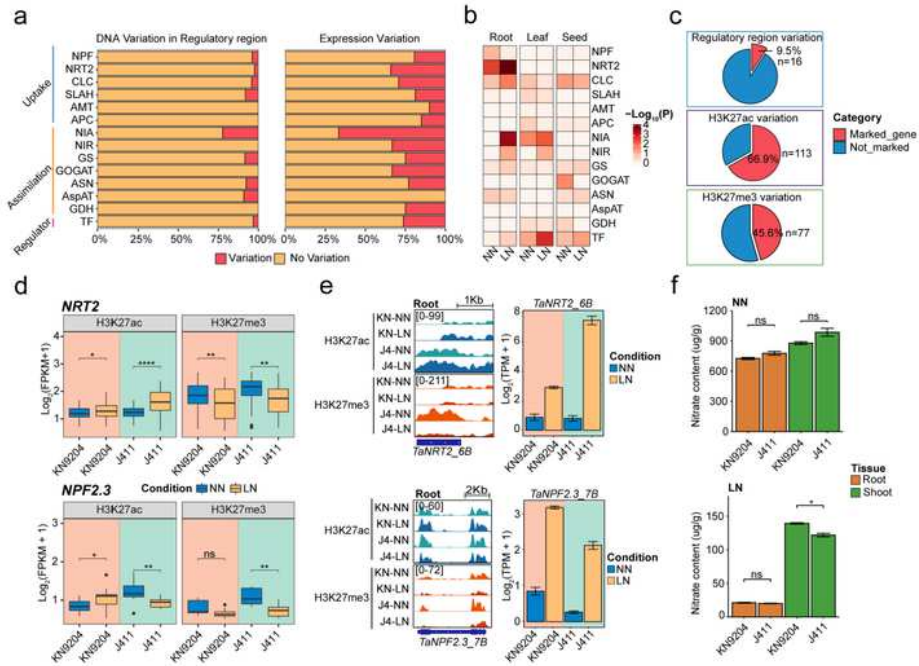 a
DNA Variation in Regulatory region
Expression Variation
Uptake
Assimilation
Regulator
NPF
NRT2
CLC
SLAH
AMT
APC
NIA
NIR
GS
GOGAT
ASN
AspAT
GDH
TF
0% 25% 50% 75% 100%
0% 25% 50% 75% 100%
Variation No Variation
b
Root Leaf Seed
NPF
NRT2
CLC
SLAH
AMT
APC
NIA
NIR
GS
GOGAT
ASN
AspAT
GDH
TF
NN LN NN LN NN LN
−Log10(P)
4
3
2
1
0
c
Regulatory region variation
9.5%
n=16
H3K27ac variation
66.9%
n=113
H3K27me3 variation
45.6%
n=77
Category
Marked_gene
Not_marked
d
NRT2
H3K27ac H3K27me3
Log2(FPKM+1)
4
3
2
1
* **** ** **
KN9204 KN9204 J411 J411 KN9204 KN9204 J411 J411
NPF2.3 Condition NN LN
H3K27ac H3K27me3
Log2(FPKM + 1)
3
2
1
* ** ns **
KN9204 KN9204 J411 J411 KN9204 KN9204 J411 J411
e
Root 1Kb
[0-99]
H3K27ac
KN-NN
KN-LN
J4-NN
J4-LN
[0-211]
H3K27me3
KN-NN
KN-LN
J4-NN
J4-LN
TaNRT2_6B
TaNRT2_6B
Log2(TPM + 1)
8
6
4
2
0
KN9204 KN9204 J411 J411
Condition
NN
LN
Root 2Kb
[0-60]
H3K27ac
KN-NN
KN-LN
J4-NN
J4-LN
[0-72]
H3K27me3
KN-NN
KN-LN
J4-NN
J4-LN
TaNPF2.3_7B
TaNPF2.3_7B
Log2(TPM + 1)
3
2
1
0
KN9204 KN9204 J411 J411
Condition
NN
LN
f
NN
Nitrate content (ug/g)
1200
900
600
300
0
ns ns
KN9204 J411 KN9204 J411
Tissue
Root
Shoot
LN
Nitrate content (ug/g)
150
100
50
0
ns *
KN9204 J411 KN9204 J411